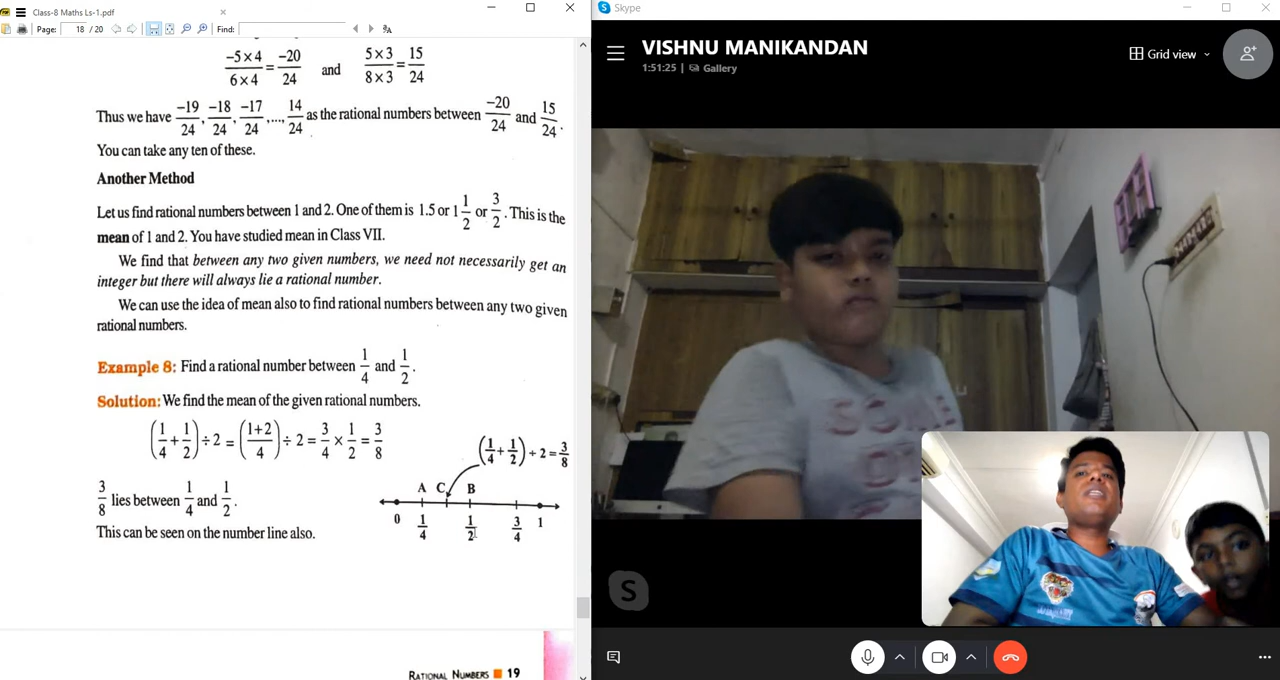 Class-8 Maths Ls-1.pdf
Page: 18 / 20 Find:
−5 × 4 / 6 × 4 = −20 / 24 and 5 × 3 / 8 × 3 = 15 / 24
Thus we have −19/24, −18/24, −17/24, ...., 14/24 as the rational numbers between −20/24 and 15/24.
You can take any ten of these.
Another Method
Let us find rational numbers between 1 and 2. One of them is 1.5 or 1 1/2 or 3/2. This is the
mean of 1 and 2. You have studied mean in Class VII.
We find that between any two given numbers, we need not necessarily get an
integer but there will always lie a rational number.
We can use the idea of mean also to find rational numbers between any two given
rational numbers.
Example 8: Find a rational number between 1/4 and 1/2.
Solution: We find the mean of the given rational numbers.
(1/4 + 1/2) ÷ 2 = (1+2 / 4) ÷ 2 = 3/4 × 1/2 = 3/8
(1/4 + 1/2) ÷ 2 = 3/8
3/8 lies between 1/4 and 1/2.
A C B
0 1/4 1/2 3/4 1
This can be seen on the number line also.
RATIONAL NUMBERS 19
Skype
VISHNU MANIKANDAN
1:51:25 | Gallery
Grid view
S